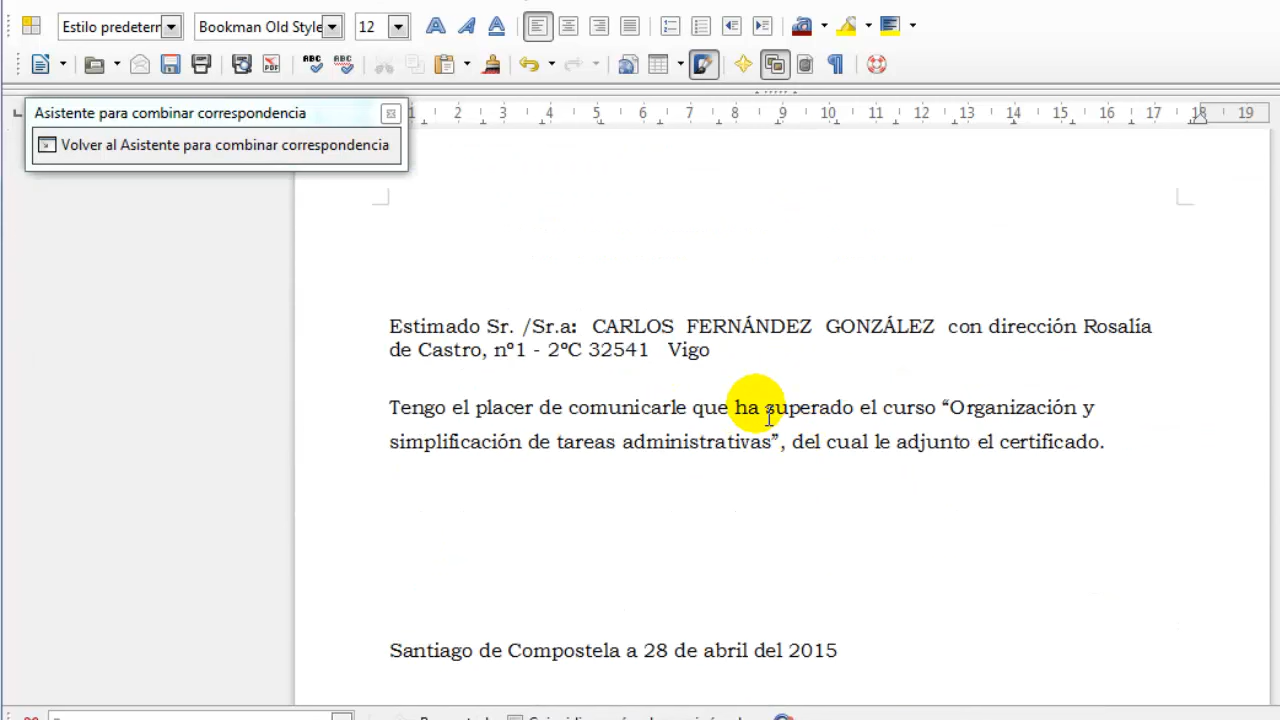 Estilo predeterr
Bookman Old Style
12
ABC
ABC
PDF
Asistente para combinar correspondencia
Volver al Asistente para combinar correspondencia
1 2 3 4 5 6 7 8 9 10 11 12 13 14 15 16 17 18 19
Estimado Sr. /Sr.a: CARLOS FERNÁNDEZ GONZÁLEZ con dirección Rosalía
de Castro, nº1 - 2ºC 32541 Vigo
Tengo el placer de comunicarle que ha superado el curso “Organización y
simplificación de tareas administrativas”, del cual le adjunto el certificado.
Santiago de Compostela a 28 de abril del 2015